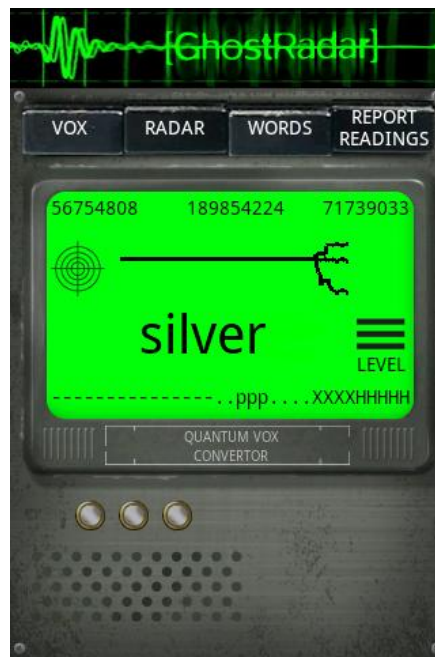 [GhostRadar]
VOX
RADAR
WORDS
REPORT
READINGS
56754808 189854224 71739033
silver
LEVEL
---------------..ppp....XXXXHHHHH
QUANTUM VOX
CONVERTOR